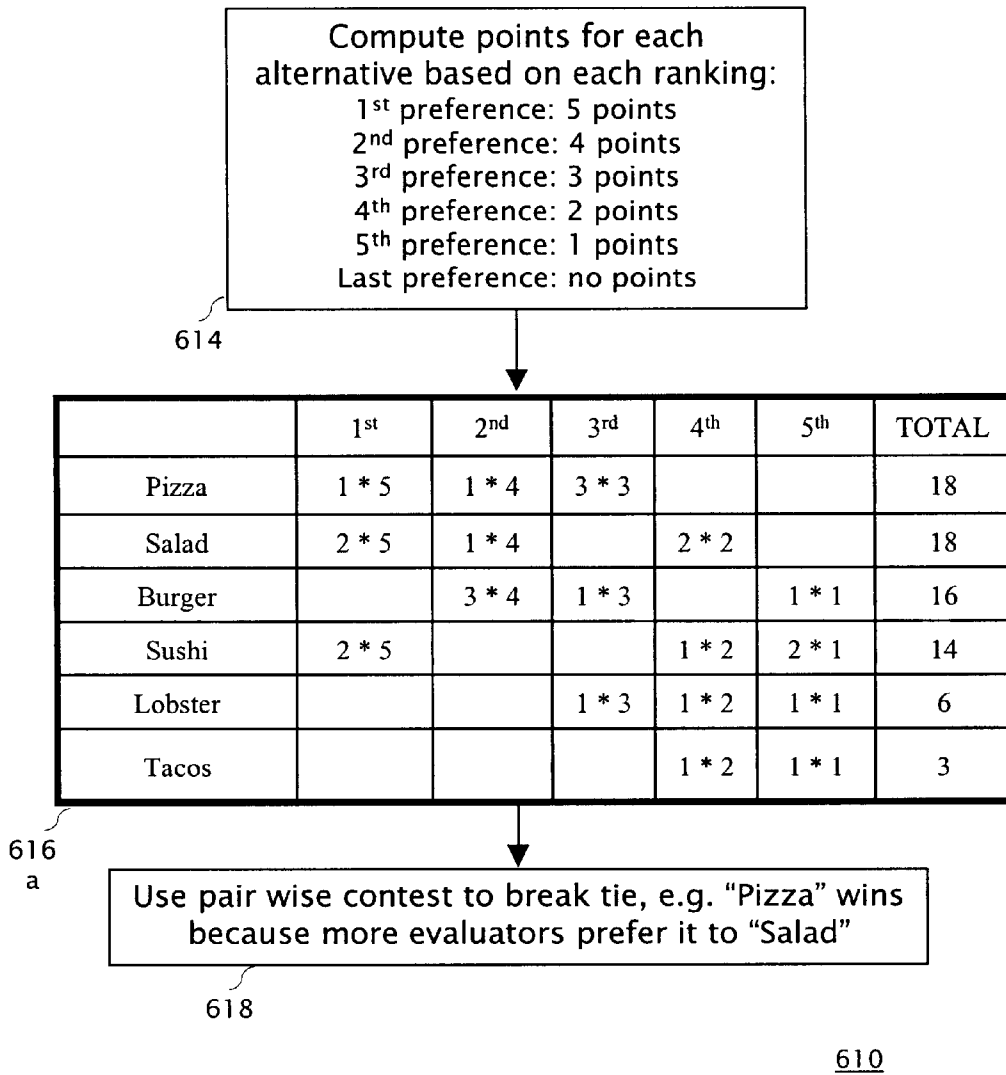 Compute points for each
alternative based on each ranking:
1st preference: 5 points
2nd preference: 4 points
3rd preference: 3 points
4th preference: 2 points
5th preference: 1 points
Last preference: no points
614
1st 2nd 3rd 4th 5th TOTAL
Pizza 1 * 5 1 * 4 3 * 3 18
Salad 2 * 5 1 * 4 2 * 2 18
Burger 3 * 4 1 * 3 1 * 1 16
Sushi 2 * 5 1 * 2 2 * 1 14
Lobster 1 * 3 1 * 2 1 * 1 6
Tacos 1 * 2 1 * 1 3
616
a
Use pair wise contest to break tie, e.g. “Pizza” wins
because more evaluators prefer it to “Salad”
618
610